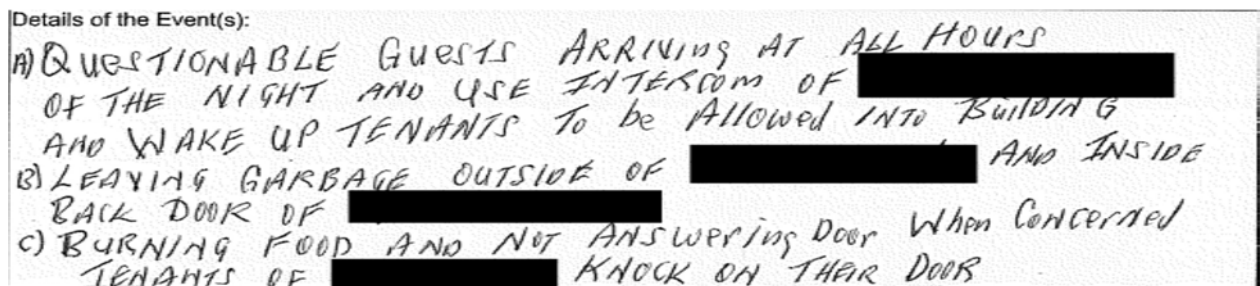 Details of the Event(s):
A) QUESTIONABLE GUESTS ARRIVING AT ALL HOURS
OF THE NIGHT AND USE INTERCOM OF
AND WAKE UP TENANTS To be Allowed INTO BUILDING
B) LEAVING GARBAGE OUTSIDE OF AND INSIDE
BACK DOOR OF
C) BURNING FOOD AND NOT ANSWERING DOOR When Concerned
TENANTS OF KNOCK ON THEIR DOOR